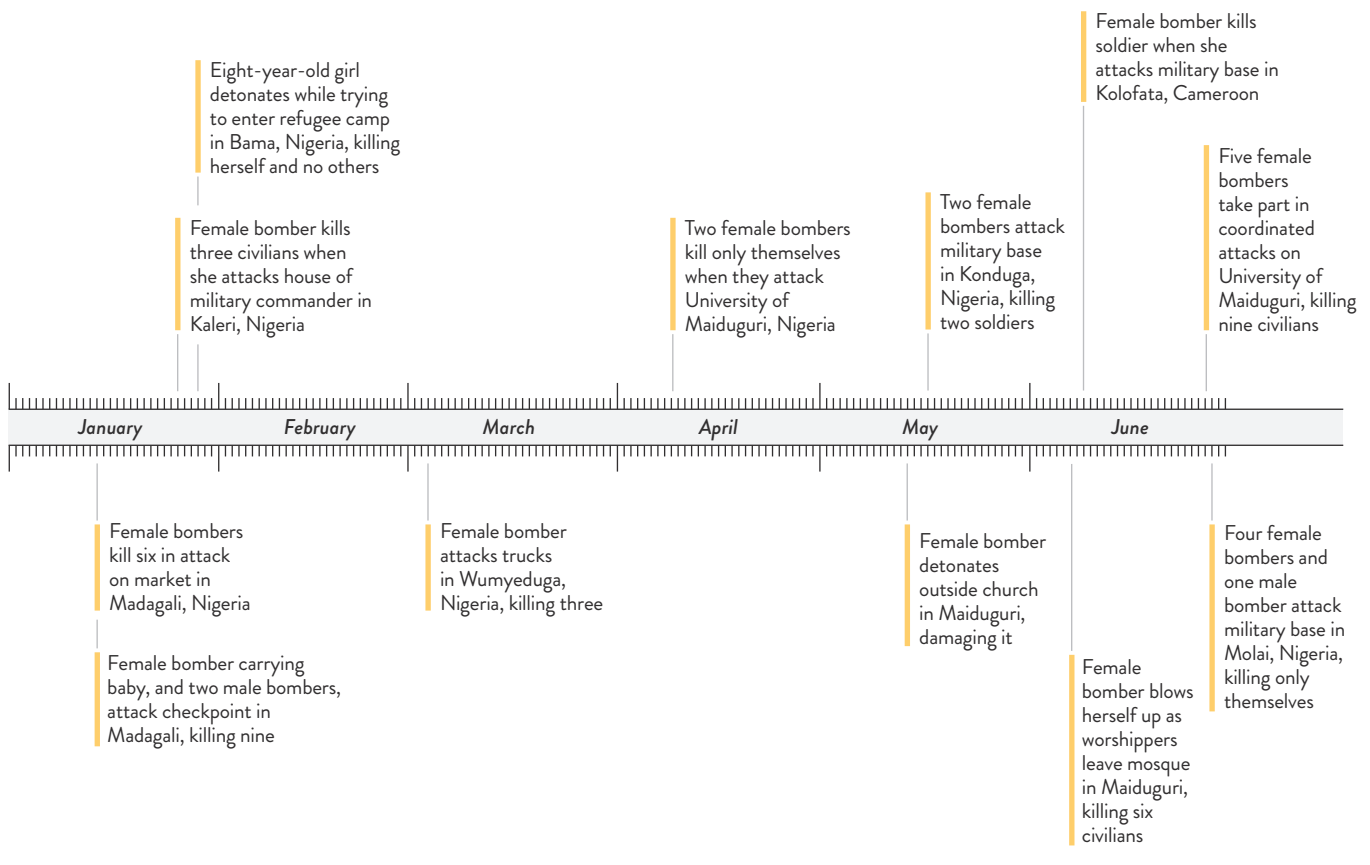 Female bomber kills
soldier when she
attacks military base in
Kolofata, Cameroon
Eight-year-old girl
detonates while trying
to enter refugee camp
in Bama, Nigeria, killing
herself and no others
Five female
bombers
take part in
coordinated
attacks on
University of
Maiduguri, killing
nine civilians
Two female
bombers attack
military base
in Konduga,
Nigeria, killing
two soldiers
Female bomber kills
three civilians when
she attacks house of
military commander in
Kaleri, Nigeria
Two female bombers
kill only themselves
when they attack
University of
Maiduguri, Nigeria
January
February
March
April
May
June
Female bombers
kill six in attack
on market in
Madagali, Nigeria
Female bomber
attacks trucks
in Wumyeduga,
Nigeria, killing three
Female bomber
detonates
outside church
in Maiduguri,
damaging it
Four female
bombers and
one male
bomber attack
military base in
Molai, Nigeria,
killing only
themselves
Female bomber carrying
baby, and two male bombers,
attack checkpoint in
Madagali, killing nine
Female
bomber blows
herself up as
worshippers
leave mosque
in Maiduguri,
killing six
civilians